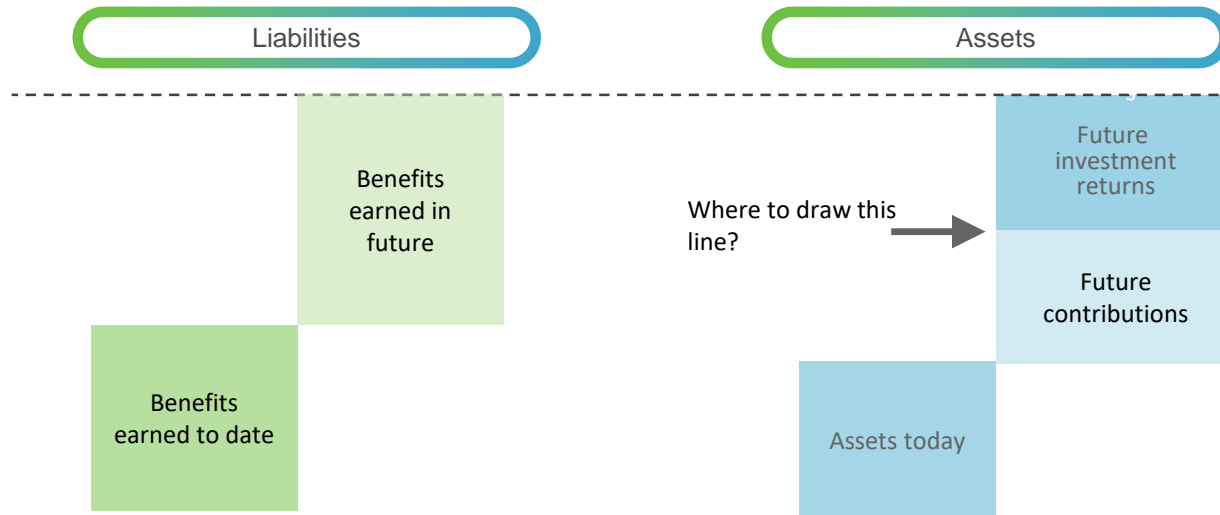 Liabilities
Assets
Benefits
earned in
future
Future
investment
returns
Where to draw this
line?
Future
contributions
Benefits
earned to date
Assets today